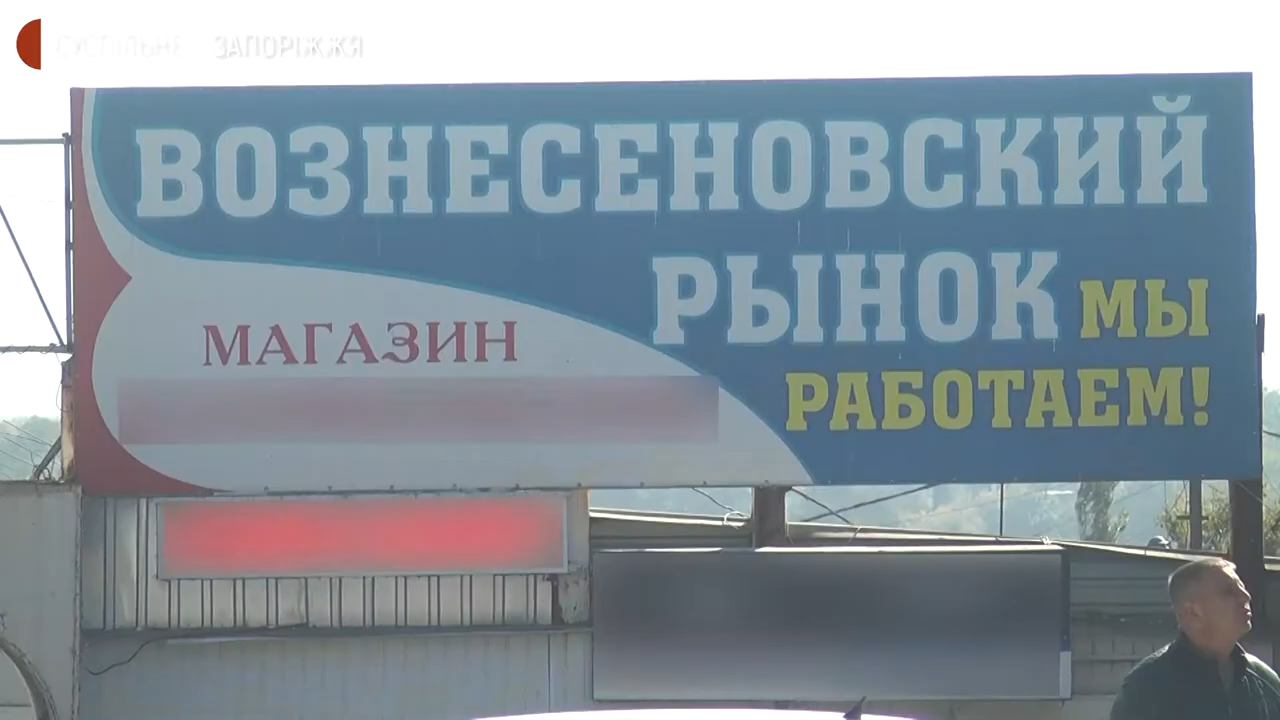 СУСПІЛЬНЕ ЗАПОРІЖЖЯ
ВОЗНЕСЕНОВСКИЙ
РЫНОК МЫ
РАБОТАЕМ!
МАГАЗИН